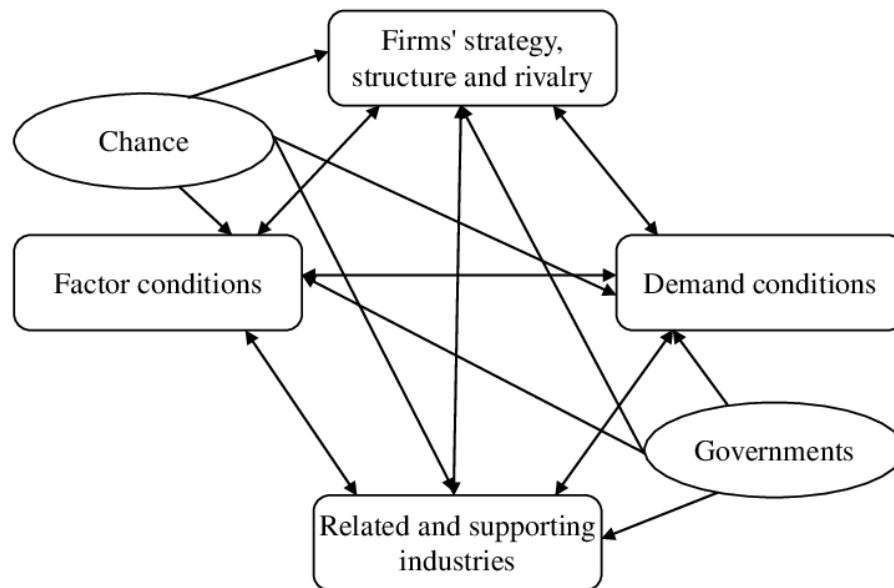 Firms' strategy,
structure and rivalry
Chance
Factor conditions
Demand conditions
Governments
Related and supporting
industries